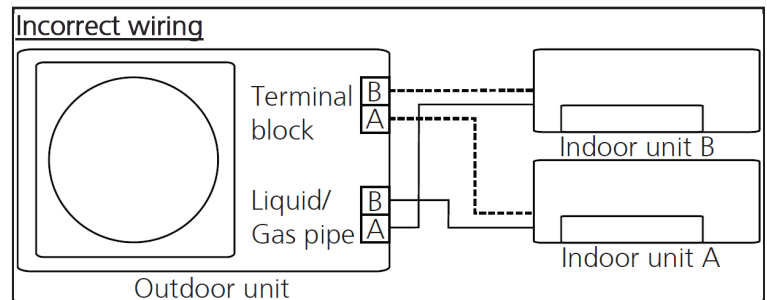 Incorrect wiring
Terminal
block
B
A
Liquid/
Gas pipe
B
A
Outdoor unit
Indoor unit B
Indoor unit A